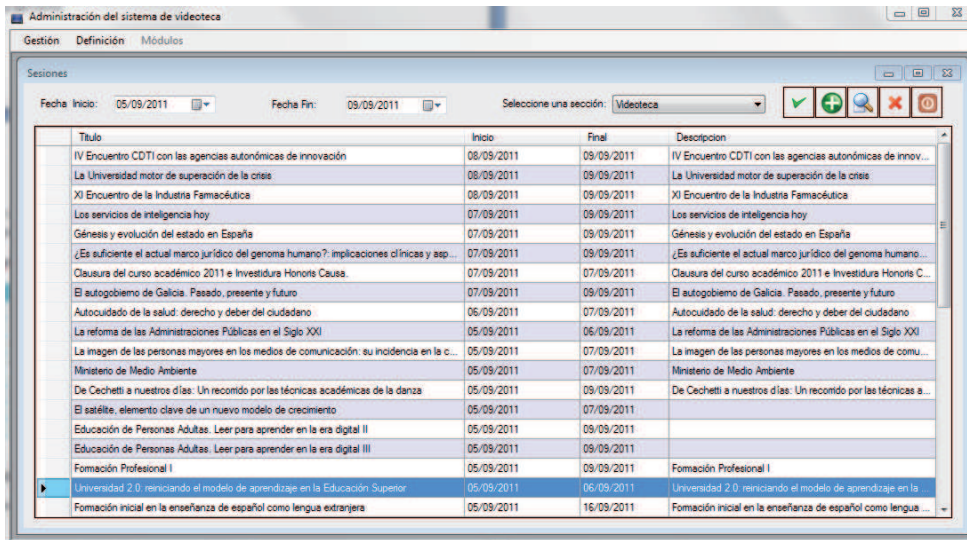 Administración del sistema de videoteca
Gestión Definición Módulos
Sesiones
Fecha Inicio: 05/09/2011 Fecha Fin: 09/09/2011 Seleccione una sección: Videoteca
Titulo Inicio Final Descripcion
IV Encuentro CDTI con las agencias autonómicas de innovación 08/09/2011 09/09/2011 IV Encuentro CDTI con las agencias autonómicas de innov...
La Universidad motor de superación de la crisis 08/09/2011 09/09/2011 La Universidad motor de superación de la crisis
XI Encuentro de la Industria Farmacéutica 08/09/2011 09/09/2011 XI Encuentro de la Industria Farmacéutica
Los servicios de inteligencia hoy 07/09/2011 09/09/2011 Los servicios de inteligencia hoy
Génesis y evolución del estado en España 07/09/2011 09/09/2011 Génesis y evolución del estado en España
¿Es suficiente el actual marco jurídico del genoma humano?: implicaciones clínicas y asp... 07/09/2011 09/09/2011 ¿Es suficiente el actual marco jurídico del genoma humano...
Clausura del curso académico 2011 e Investidura Honoris Causa. 07/09/2011 07/09/2011 Clausura del curso académico 2011 e Investidura Honoris C...
El autogobierno de Galicia. Pasado, presente y futuro 07/09/2011 09/09/2011 El autogobierno de Galicia. Pasado, presente y futuro
Autocuidado de la salud: derecho y deber del ciudadano 06/09/2011 07/09/2011 Autocuidado de la salud: derecho y deber del ciudadano
La reforma de las Administraciones Públicas en el Siglo XXI 05/09/2011 06/09/2011 La reforma de las Administraciones Públicas en el Siglo XXI
La imagen de las personas mayores en los medios de comunicación: su incidencia en la c... 05/09/2011 07/09/2011 La imagen de las personas mayores en los medios de comu...
Ministerio de Medio Ambiente 05/09/2011 07/09/2011 Ministerio de Medio Ambiente
De Cechetti a nuestros días: Un recorrido por las técnicas académicas de la danza 05/09/2011 09/09/2011 De Cechetti a nuestros días: Un recorrido por las técnicas a...
El satélite, elemento clave de un nuevo modelo de crecimiento 05/09/2011 07/09/2011
Educación de Personas Adultas. Leer para aprender en la era digital II 05/09/2011 09/09/2011
Educación de Personas Adultas. Leer para aprender en la era digital III 05/09/2011 09/09/2011
Formación Profesional I 05/09/2011 09/09/2011 Formación Profesional I
Universidad 2.0: reiniciando el modelo de aprendizaje en la Educación Superior 05/09/2011 06/09/2011 Universidad 2.0: reiniciando el modelo de aprendizaje en la ...
Formación inicial en la enseñanza de español como lengua extranjera 05/09/2011 16/09/2011 Formación inicial en la enseñanza de español como lengua ...